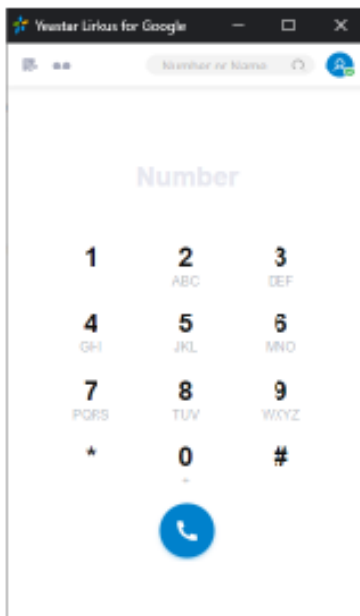 Yeastar Linkus for Google
Number or Name
Number
1 2 3
ABC DEF
4 5 6
GHI JKL MNO
7 8 9
PQRS TUV WXYZ
* 0 #
+